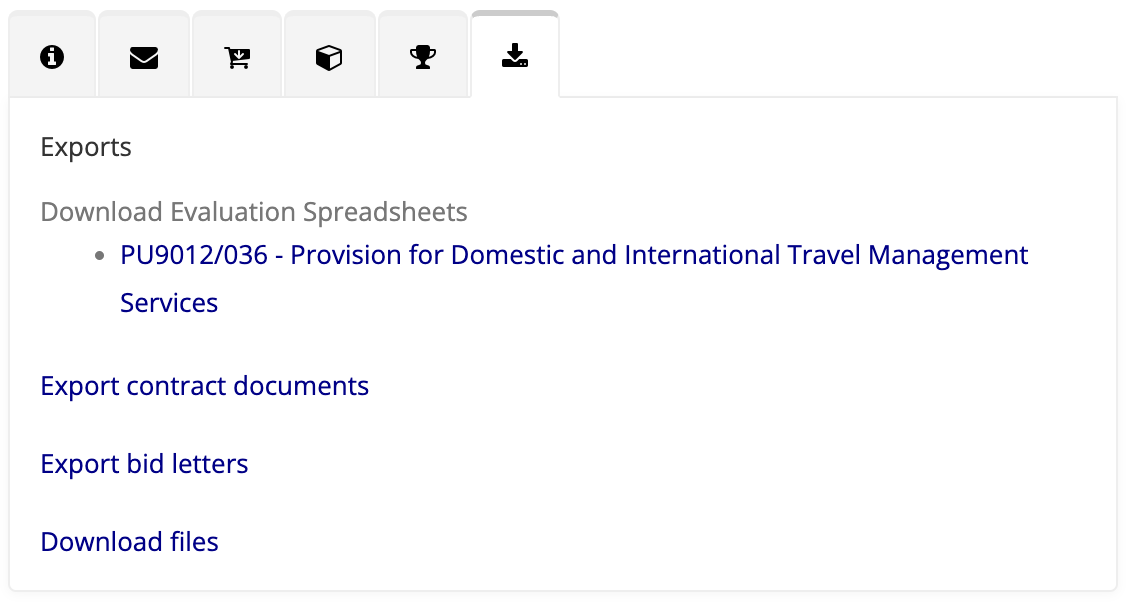 Exports
Download Evaluation Spreadsheets
PU9012/036 - Provision for Domestic and International Travel Management
Services
Export contract documents
Export bid letters
Download files